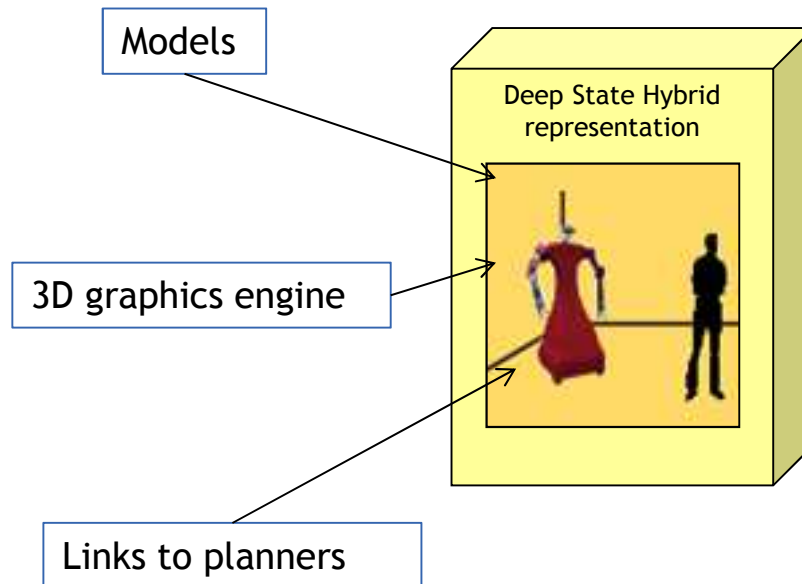 Models
Deep State Hybrid
representation
3D graphics engine
Links to planners